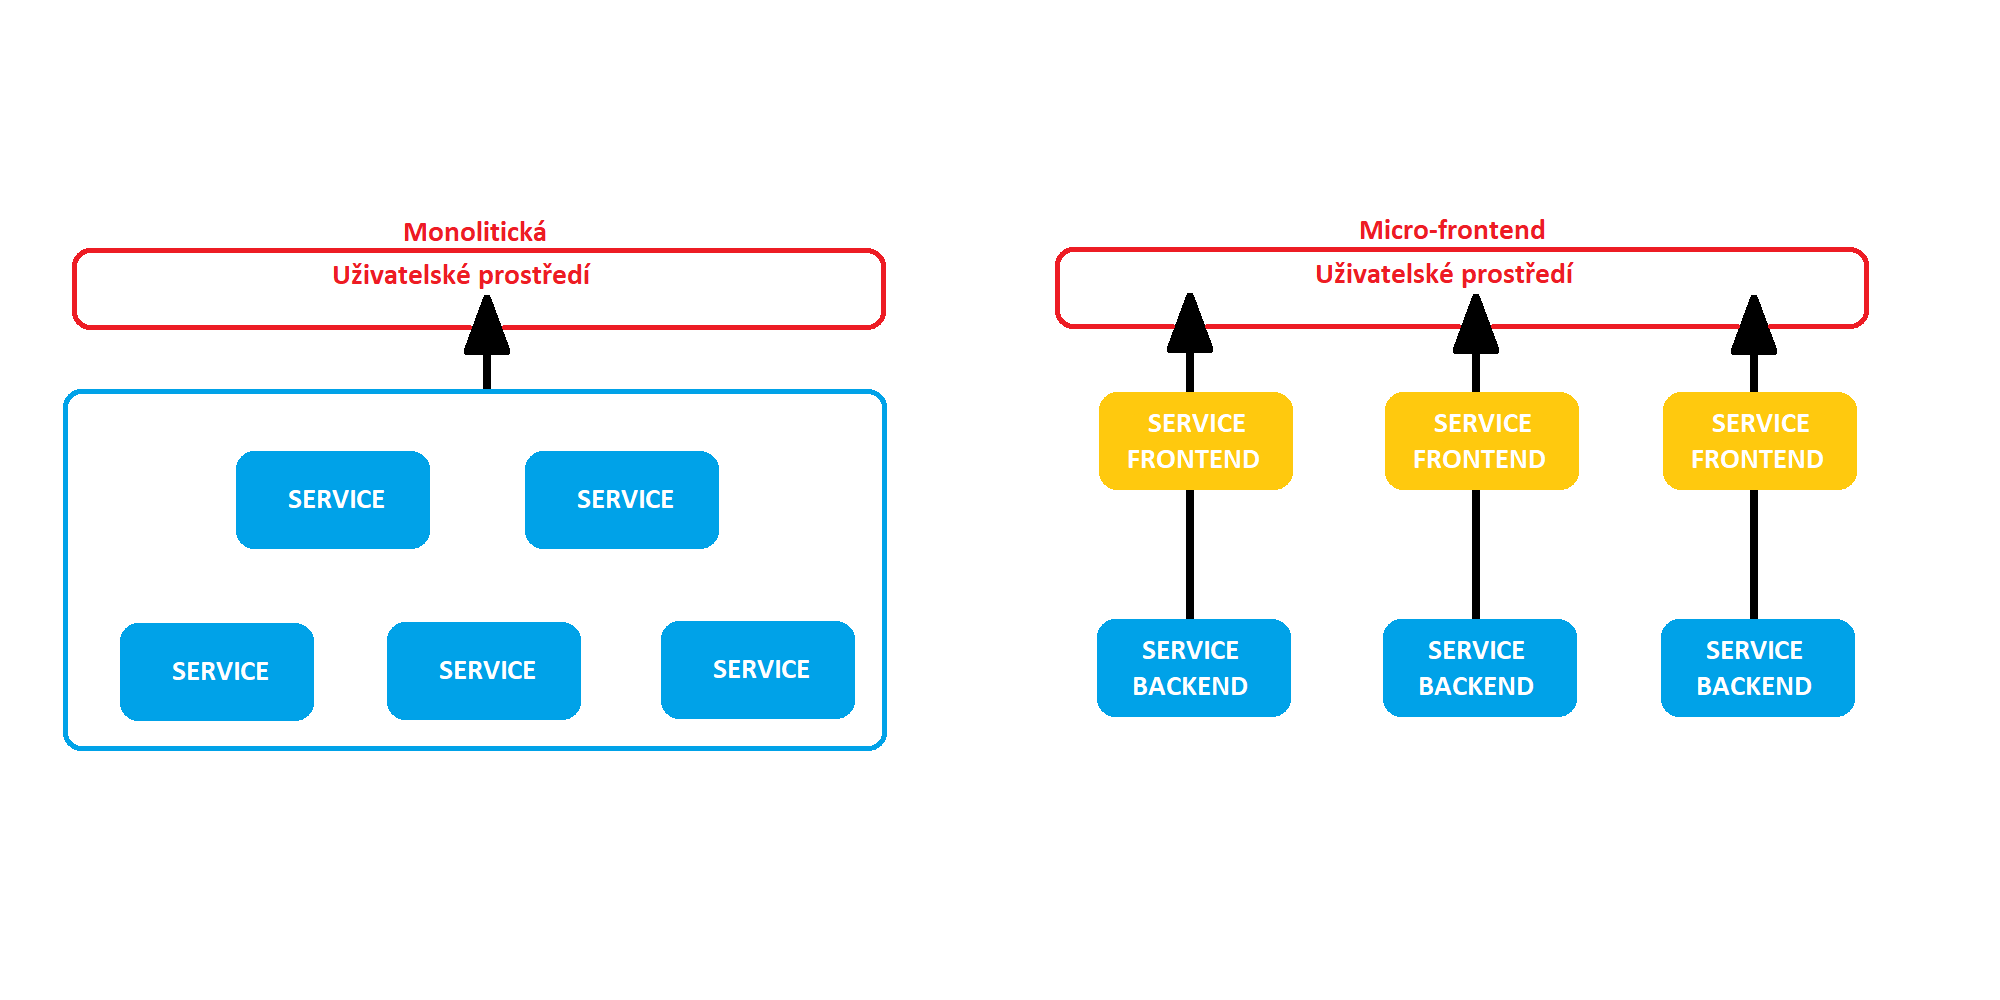 Monolitická
Uživatelské prostředí
SERVICE
SERVICE
SERVICE
SERVICE
SERVICE
Micro-frontend
Uživatelské prostředí
SERVICE
FRONTEND
SERVICE
FRONTEND
SERVICE
FRONTEND
SERVICE
BACKEND
SERVICE
BACKEND
SERVICE
BACKEND